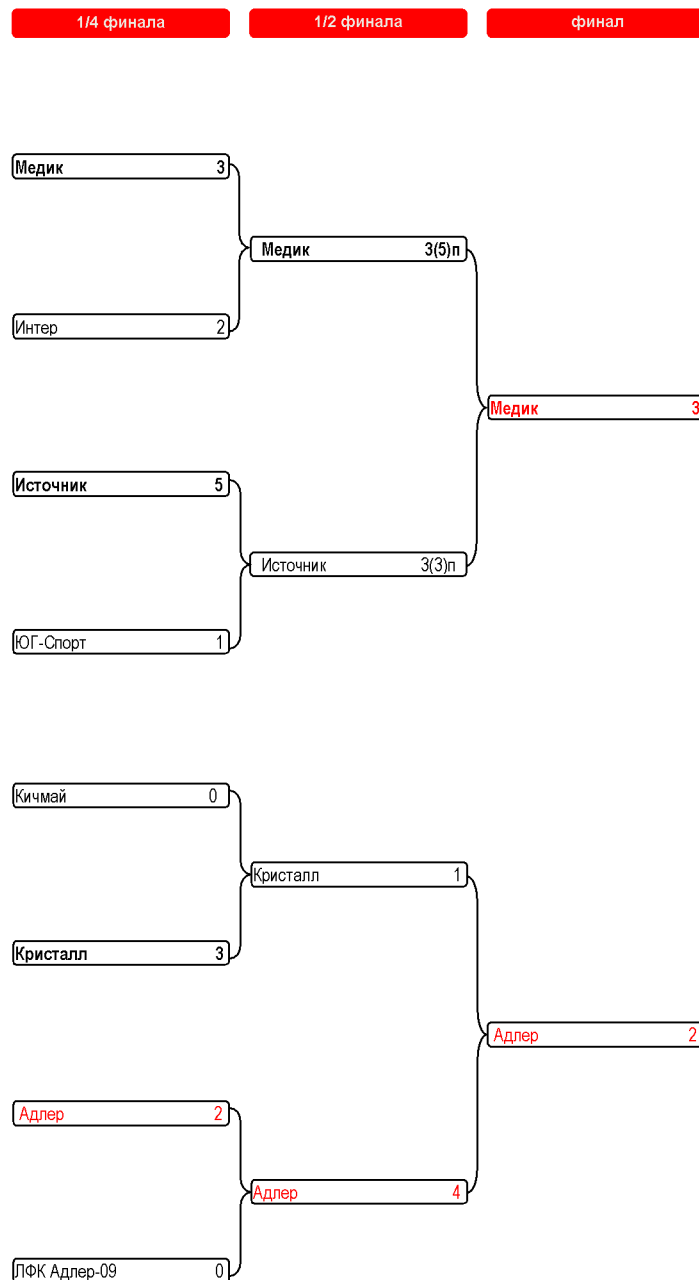 1/4 финала 1/2 финала финал
Медик 3
Медик 3(5)п
Интер 2
Медик 3
Источник 5
Источник 3(3)п
ЮГ-Спорт 1
Кичмай 0
Кристалл 1
Кристалл 3
Адлер 2
Адлер 2
Адлер 4
ЛФК Адлер-09 0